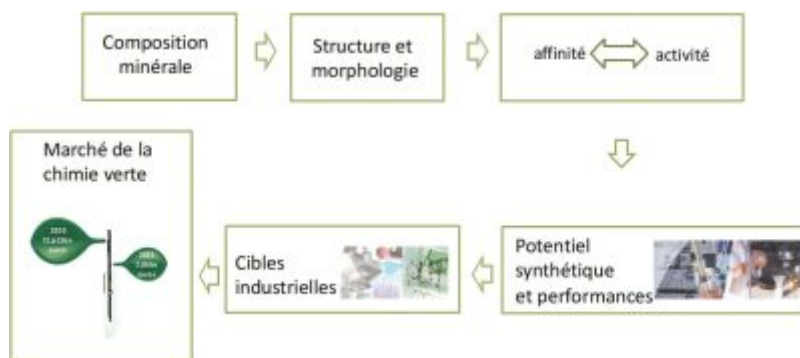 Composition
minérale
Structure et
morphologie
affinité
activité
Potentiel
synthétique
et performances
Cibles
industrielles
Marché de la
chimie verte